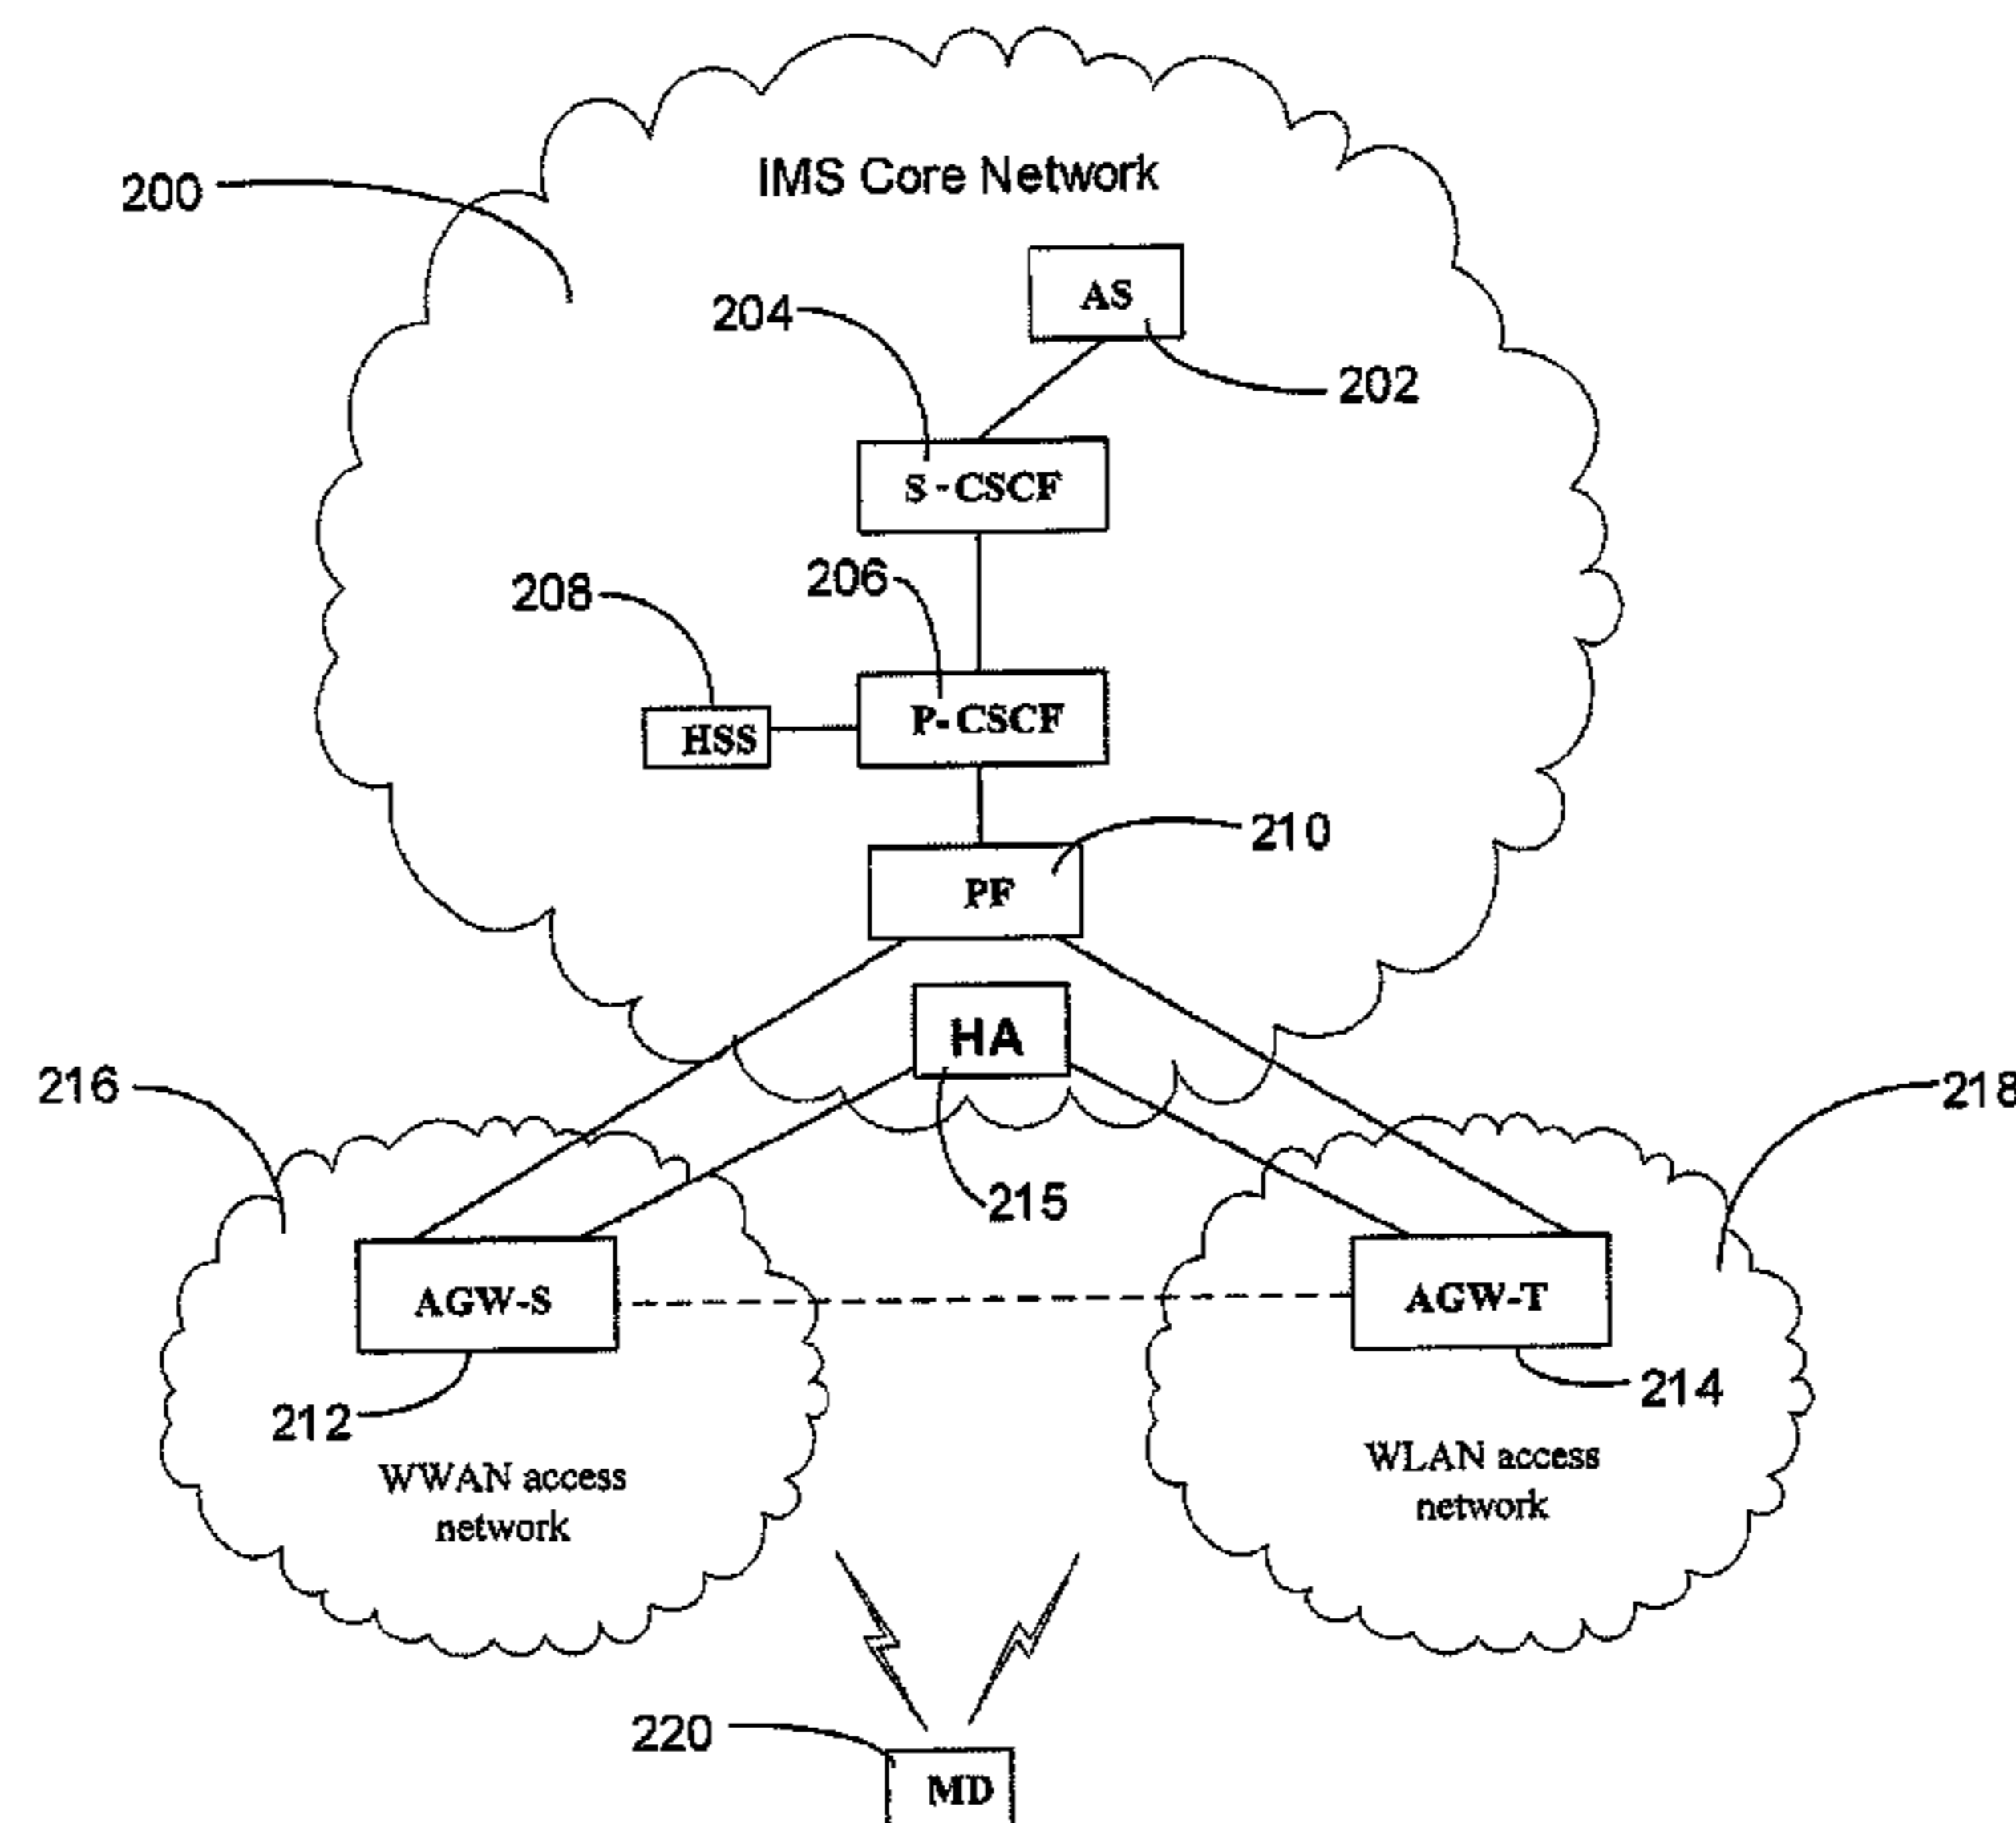 IMS Core Network
200
AS
204
202
S-CSCF
206
208
P-CSCF
HSS
210
PF
HA
216
218
215
AGW-S
AGW-T
214
212
WWAN access
network
WLAN access
network
220
MD